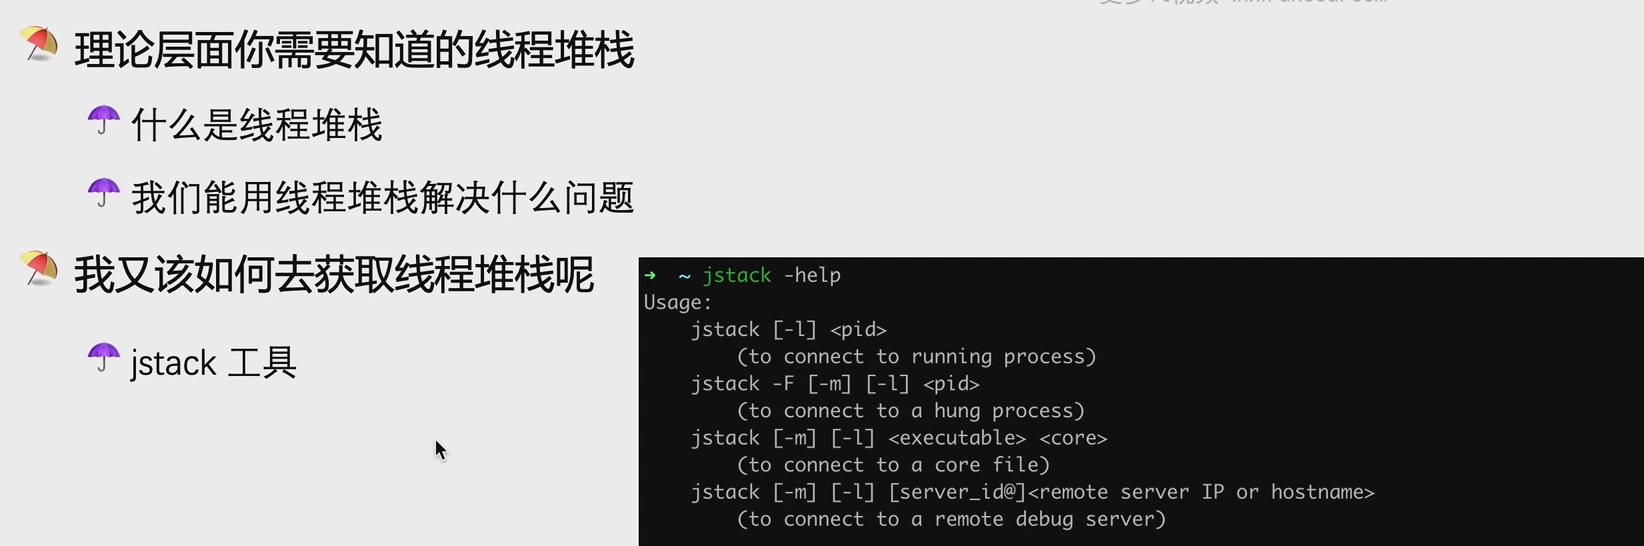 理论层面你需要知道的线程堆栈
什么是线程堆栈
我们能用线程堆栈解决什么问题
我又该如何去获取线程堆栈呢
jstack 工具
➜ ~ jstack -help
Usage:
jstack [-l] <pid>
(to connect to running process)
jstack -F [-m] [-l] <pid>
(to connect to a hung process)
jstack [-m] [-l] <executable> <core>
(to connect to a core file)
jstack [-m] [-l] [server_id@]<remote server IP or hostname>
(to connect to a remote debug server)